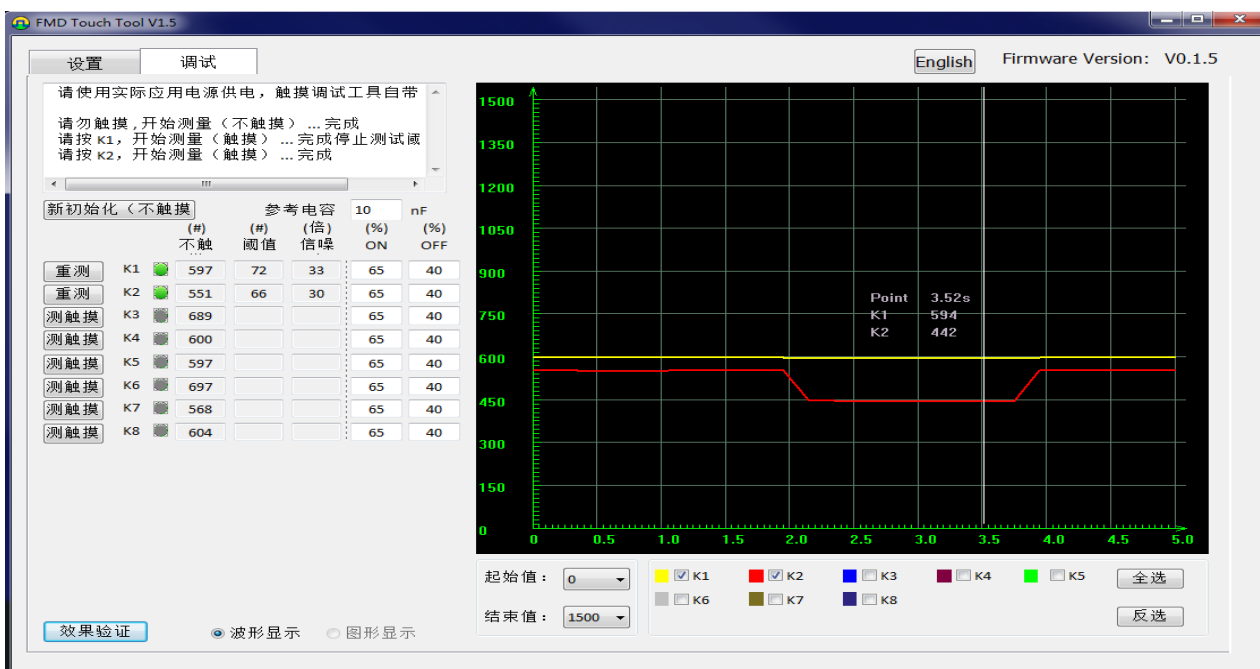 FMD Touch Tool V1.5
设置 调试 English Firmware Version: V0.1.5
请使用实际应用电源供电，触摸调试工具自带
请勿触摸,开始测量（不触摸）...完成
请按K1，开始测量（触摸）...完成停止测试阈
请按K2，开始测量（触摸）...完成
新初始化（不触摸 参考电容 10 nF
(#) (#) (倍) (%) (%)
不触 阈值 信噪 ON OFF
重测 K1 597 72 33 65 40
重测 K2 551 66 30 65 40
测触摸 K3 689 65 40
测触摸 K4 600 65 40
测触摸 K5 597 65 40
测触摸 K6 697 65 40
测触摸 K7 568 65 40
测触摸 K8 604 65 40
效果验证 波形显示 图形显示
1500
1350
1200
1050
900
750
600
450
300
150
0
Point 3.52s
K1 594
K2 442
0 0.5 1.0 1.5 2.0 2.5 3.0 3.5 4.0 4.5 5.0
起始值： 0
结束值： 1500
K1 K2 K3 K4 K5 全选
K6 K7 K8 反选